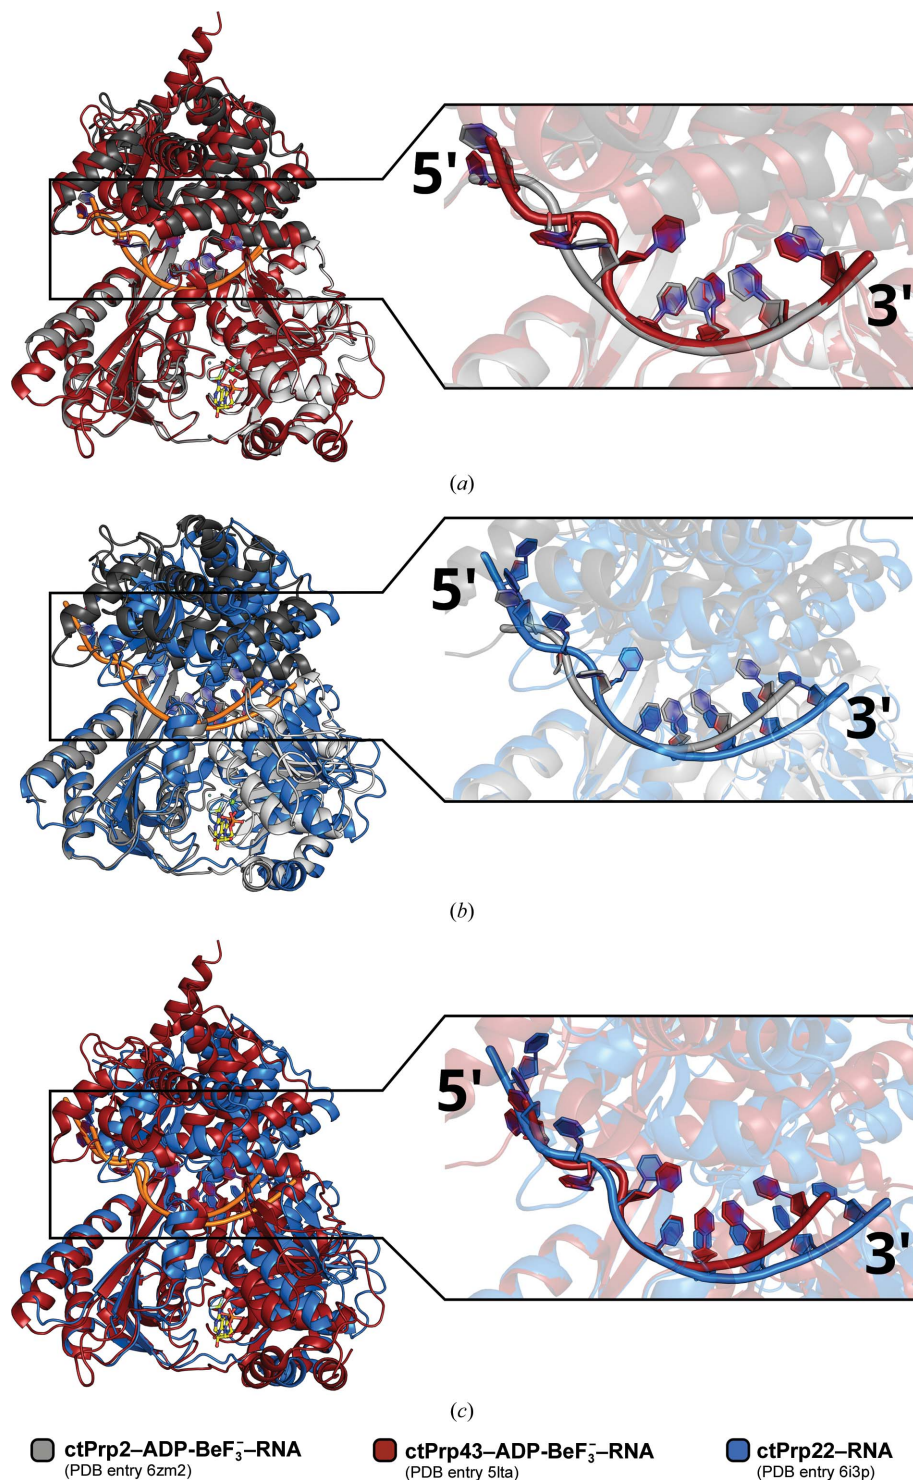 5'
3'
(a)
5'
3'
(b)
5'
3'
(c)
ctPrp2–ADP-BeF₃⁻–RNA
(PDB entry 6zm2)
ctPrp43–ADP-BeF₃⁻–RNA
(PDB entry 5lta)
ctPrp22–RNA
(PDB entry 6i3p)